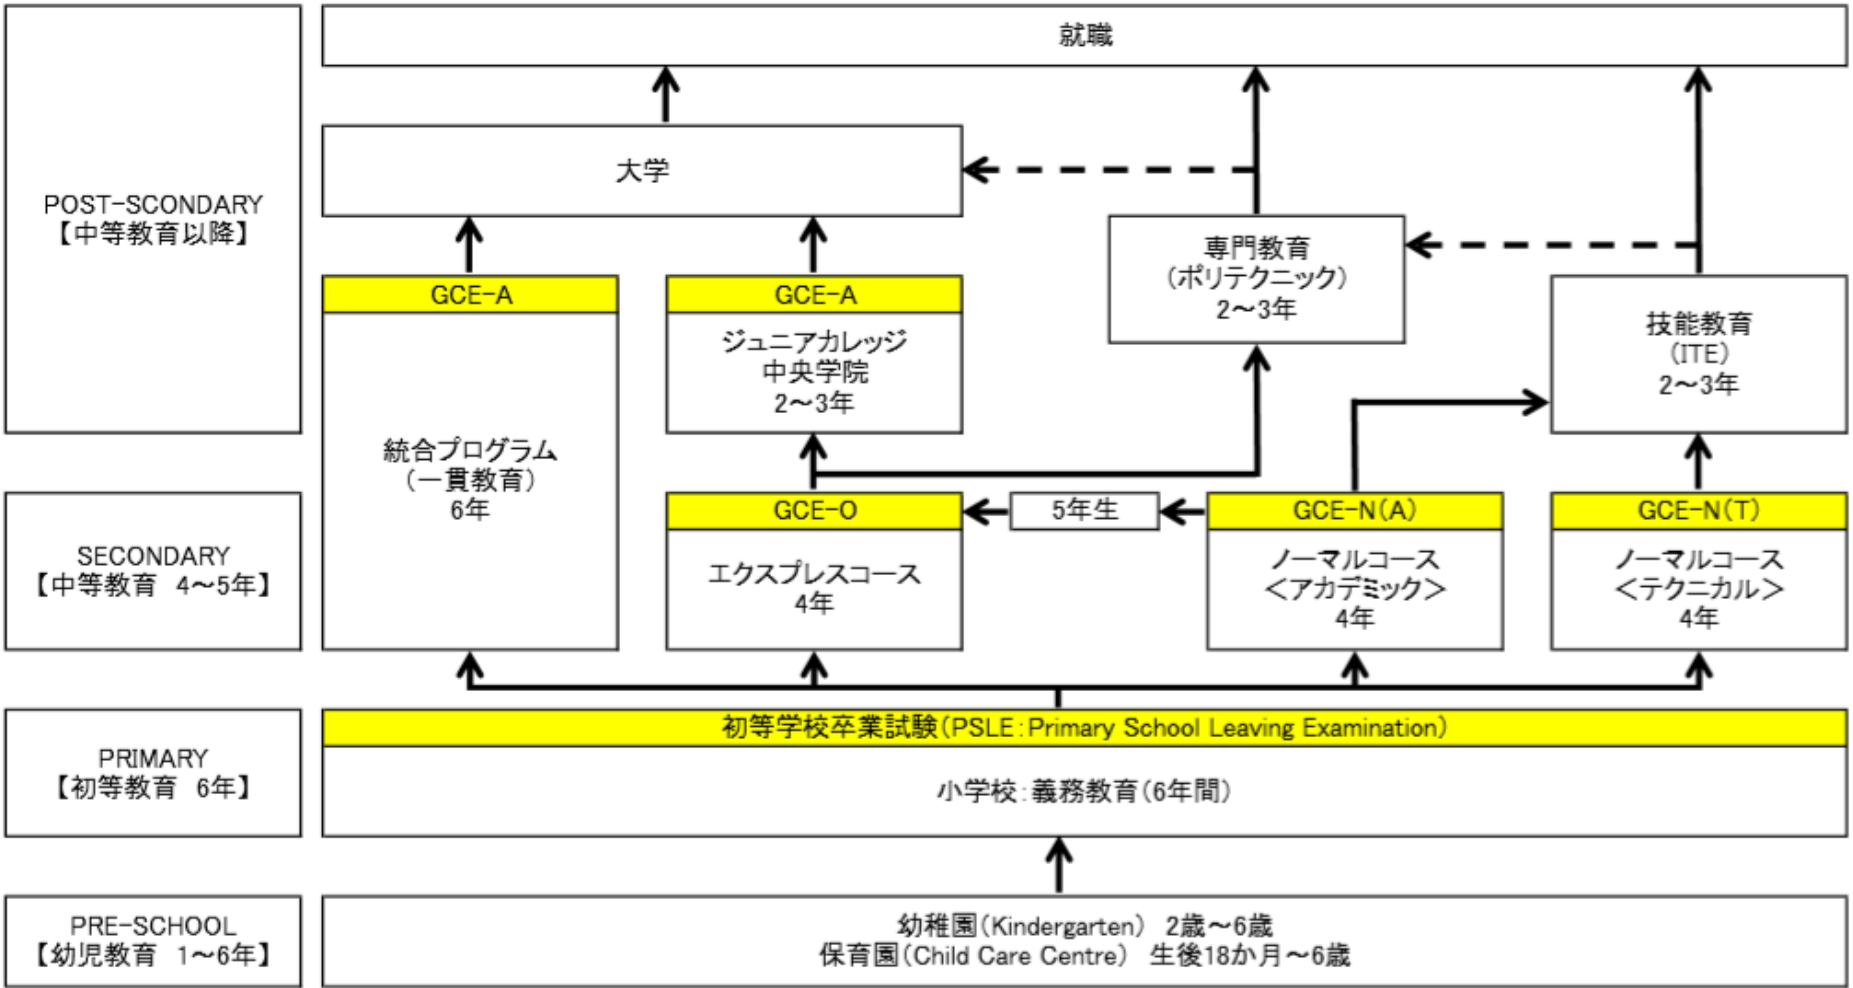 就職
大学
POST-SCONDARY
【中等教育以降】
専門教育
(ポリテクニック)
2～3年
GCE-A
GCE-A
ジュニアカレッジ
中央学院
2～3年
技能教育
(ITE)
2～3年
統合プログラム
(一貫教育)
6年
SECONDARY
【中等教育 4～5年】
GCE-O
5年生
GCE-N(A)
GCE-N(T)
エクスプレスコース
4年
ノーマルコース
＜アカデミック＞
4年
ノーマルコース
＜テクニカル＞
4年
PRIMARY
【初等教育 6年】
初等学校卒業試験(PSLE:Primary School Leaving Examination)
小学校:義務教育(6年間)
PRE-SCHOOL
【幼児教育 1～6年】
幼稚園(Kindergarten) 2歳～6歳
保育園(Child Care Centre) 生後18か月～6歳